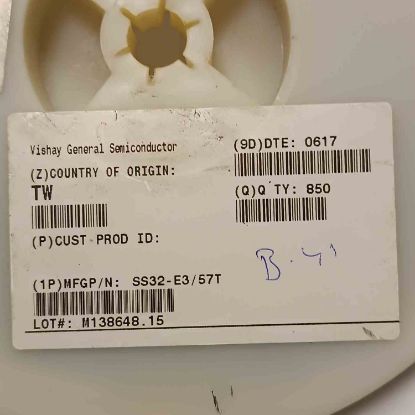 Vishay General Semiconductor
(9D)DTE: 0617
(Z)COUNTRY OF ORIGIN:
TW
(Q)Q'TY: 850
(P)CUST PROD ID:
B-41
(1P)MFGP/N: SS32-E3/57T
LOT#: M138648.15